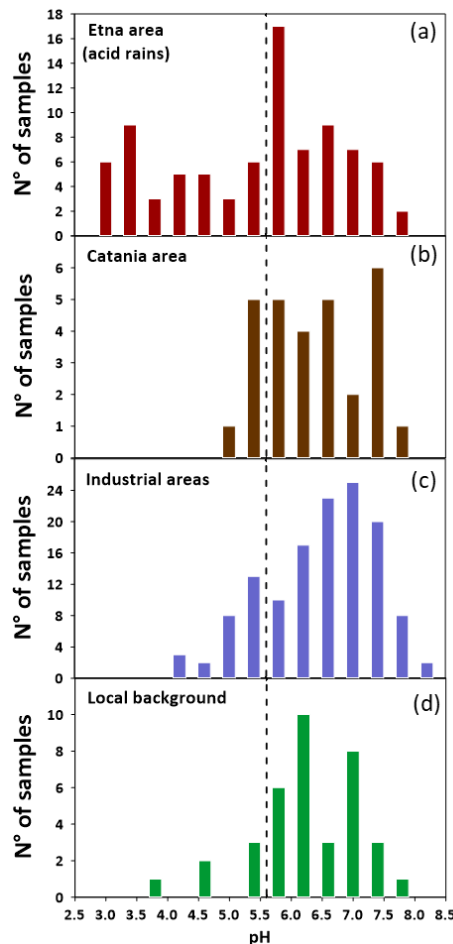 18
16
14
12
10
8
6
4
2
0
N° of samples
Etna area
(acid rains)
(a)
6
5
4
3
2
1
0
N° of samples
Catania area
(b)
24
20
16
12
8
4
0
N° of samples
Industrial areas
(c)
10
8
6
4
2
0
N° of samples
Local background
(d)
2.5 3.0 3.5 4.0 4.5 5.0 5.5 6.0 6.5 7.0 7.5 8.0 8.5
pH